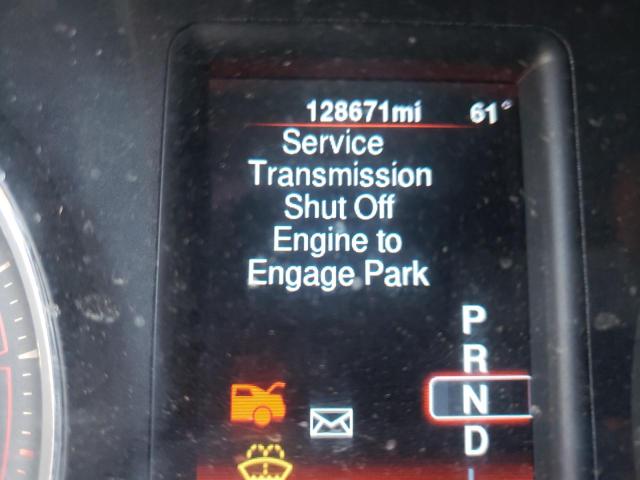 128671mi 61°
Service
Transmission
Shut Off
Engine to
Engage Park
P
R
N
D